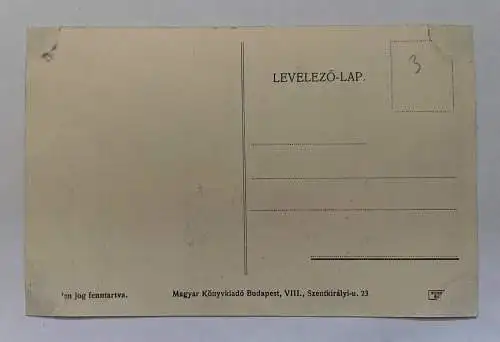 3
LEVELEZŐ-LAP.
jog fenntartva.
Magyar Könyvkiadó Budapest, VIII., Szentkirályi-u. 23